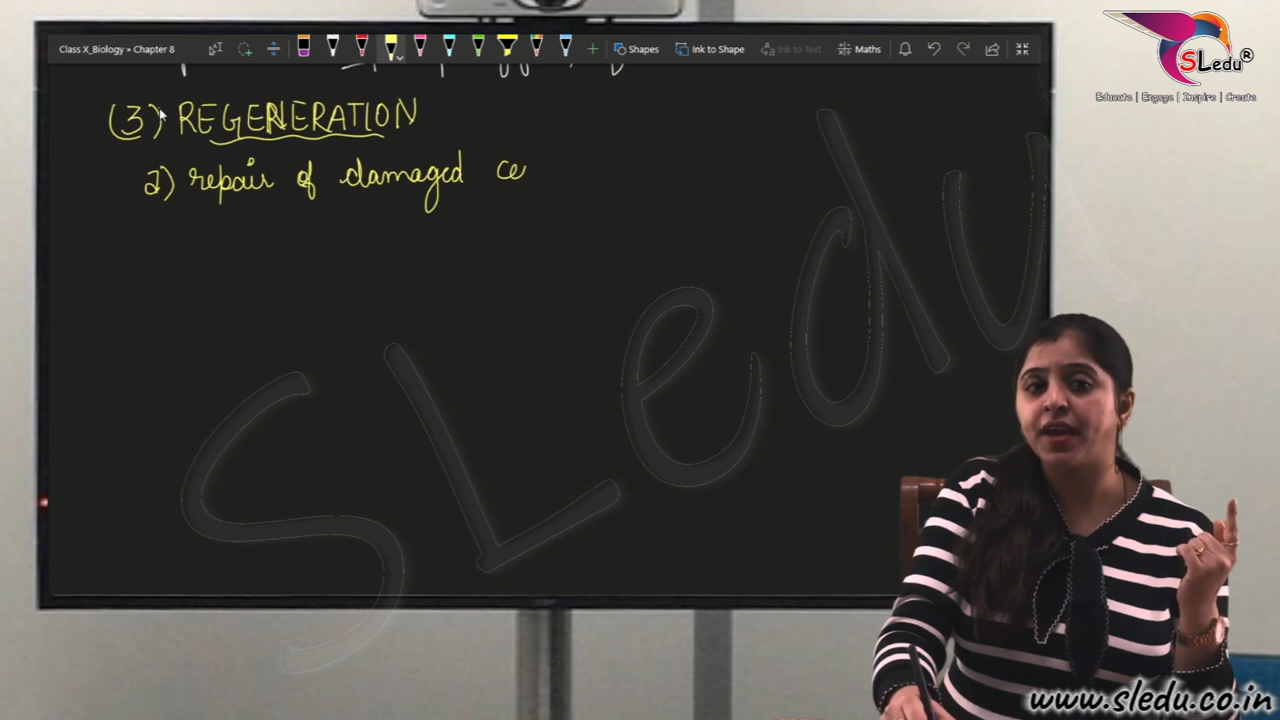 Class X_Biology » Chapter 8
Shapes
Ink to Shape
Ink to Text
Maths
SLedu®
Educate | Engage | Inspire | Create
(3) REGENERATION
a) repair of damaged ce
SLedu
www.sledu.co.in